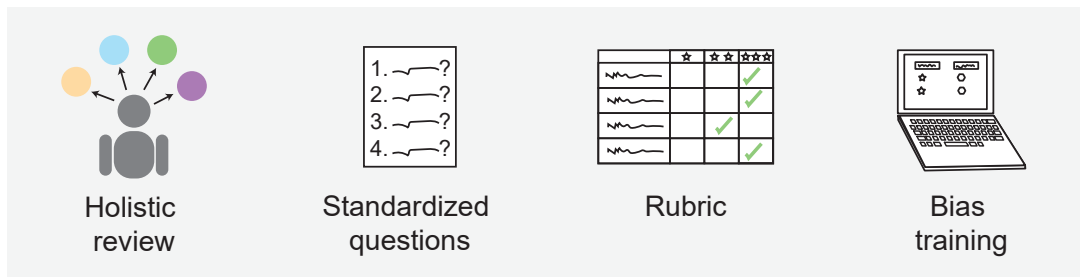 1. ?
2. ?
3. ?
4. ?
Holistic
review
Standardized
questions
Rubric
Bias
training